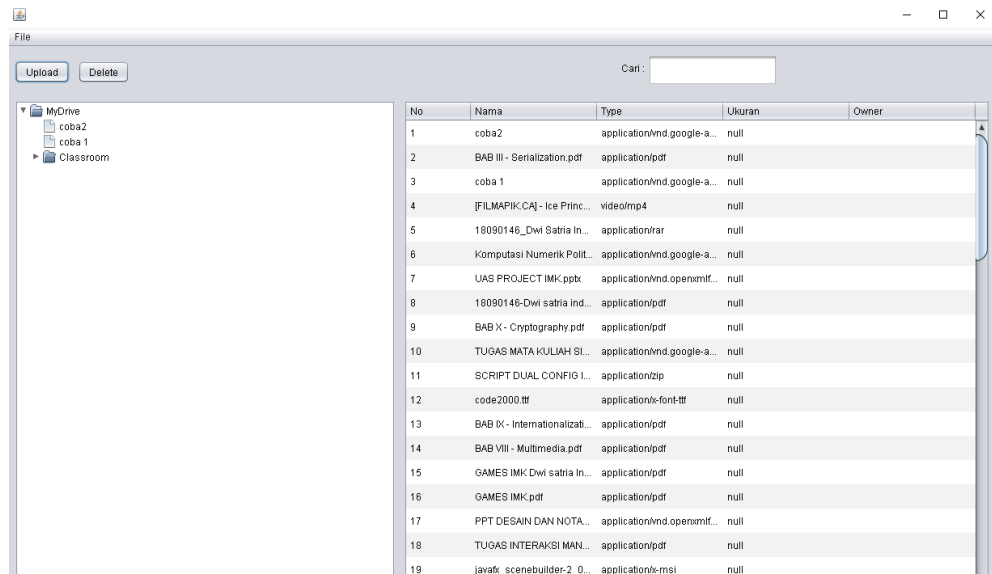 File
Upload Delete Cari :
MyDrive
coba2
coba 1
Classroom
No Nama Type Ukuran Owner
1 coba2 application/vnd.google-a... null
2 BAB III - Serialization.pdf application/pdf null
3 coba 1 application/vnd.google-a... null
4 [FILMAPIK.CA] - Ice Princ... video/mp4 null
5 18090146_Dwi Satria In... application/rar null
6 Komputasi Numerik Polit... application/vnd.google-a... null
7 UAS PROJECT IMK.pptx application/vnd.openxmlf... null
8 18090146-Dwi satria ind... application/pdf null
9 BAB X - Cryptography.pdf application/pdf null
10 TUGAS MATA KULIAH SI... application/vnd.google-a... null
11 SCRIPT DUAL CONFIG I... application/zip null
12 code2000.ttf application/x-font-ttf null
13 BAB IX - Internationalizati... application/pdf null
14 BAB VIII - Multimedia.pdf application/pdf null
15 GAMES IMK Dwi satria In... application/pdf null
16 GAMES IMK.pdf application/pdf null
17 PPT DESAIN DAN NOTA... application/vnd.openxmlf... null
18 TUGAS INTERAKSI MAN... application/pdf null
19 javafx_scenebuilder-2_0... application/x-msi null